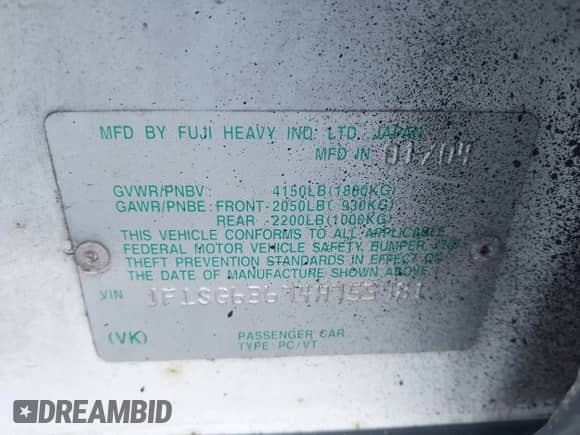 MFD BY FUJI HEAVY IND. LTD. JAPAN
MFD IN 01/04
GVWR/PNBV: 4150LB(1880KG)
GAWR/PNBE: FRONT-2050LB( 930KG)
REAR -2200LB(1000KG)
THIS VEHICLE CONFORMS TO ALL APPLICABLE
FEDERAL MOTOR VEHICLE SAFETY, BUMPER AND
THEFT PREVENTION STANDARDS IN EFFECT ON
DATE OF MANUFACTURE SHOWN ABOVE.
VIN
(VK) PASSENGER CAR
TYPE: PC/VT
DREAMBID